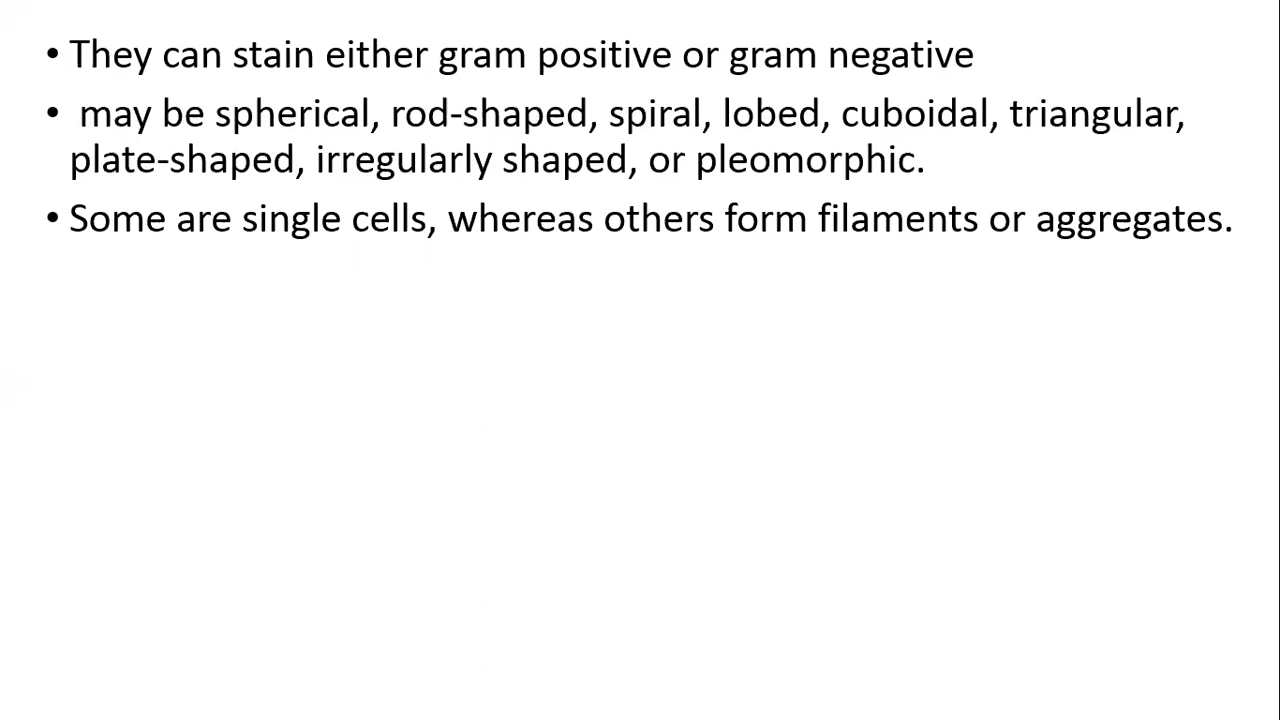 • They can stain either gram positive or gram negative
• may be spherical, rod-shaped, spiral, lobed, cuboidal, triangular,
plate-shaped, irregularly shaped, or pleomorphic.
• Some are single cells, whereas others form filaments or aggregates.